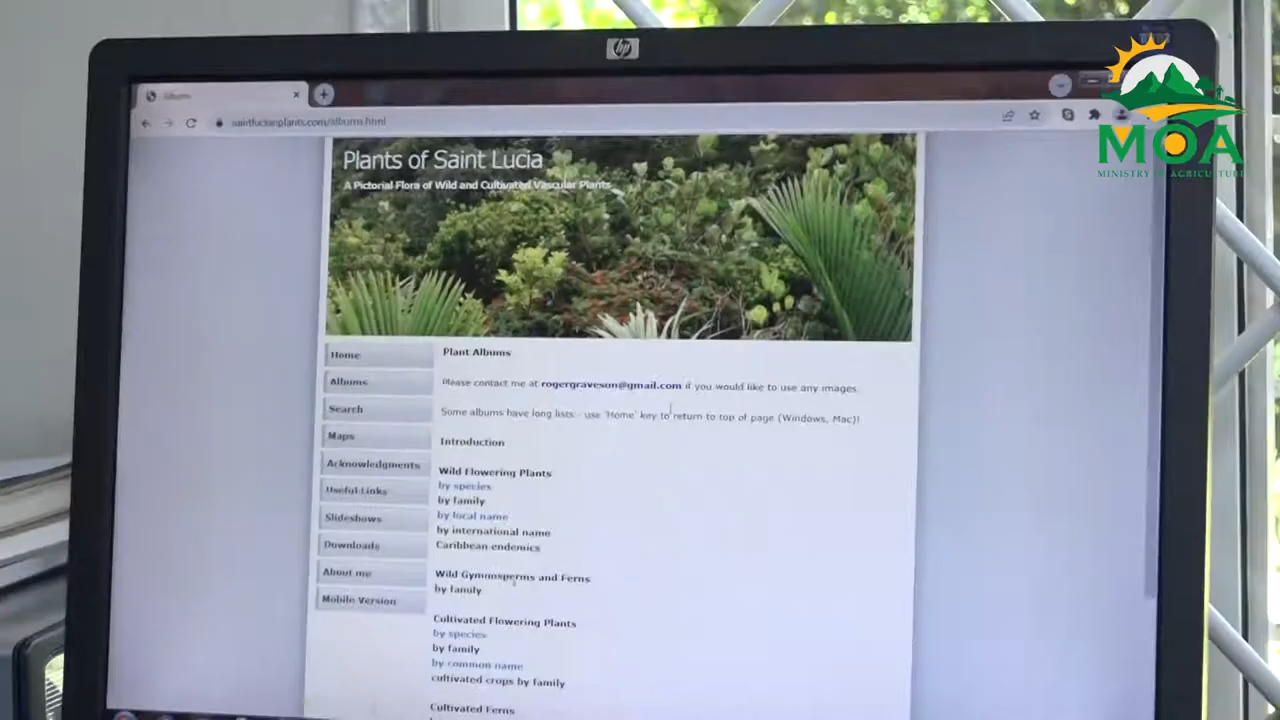 hp
Albums
saintlucianplants.com/albums.html
MOA
MINISTRY OF AGRICULTURE
Plants of Saint Lucia
A Pictorial Flora of Wild and Cultivated Vascular Plants
Home
Albums
Search
Maps
Acknowledgments
Useful Links
Slideshows
Downloads
About me
Mobile Version
Plant Albums
Please contact me at rogergraveson@gmail.com if you would like to use any images.
Some albums have long lists - use 'Home' key to return to top of page (Windows, Mac)!
Introduction
Wild Flowering Plants
by species
by family
by local name
by international name
Caribbean endemics
Wild Gymnosperms and Ferns
by family
Cultivated Flowering Plants
by species
by family
by common name
cultivated crops by family
Cultivated Ferns